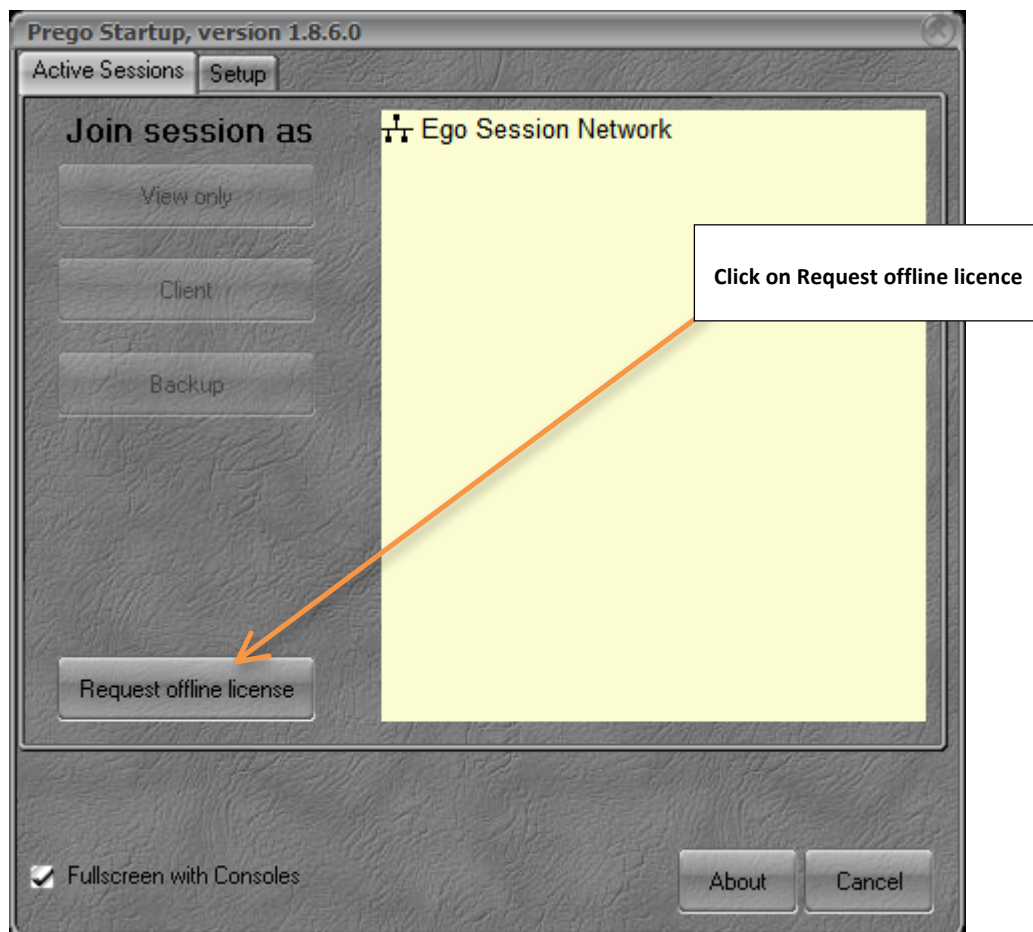 Prego Startup, version 1.8.6.0
Active Sessions Setup
Join session as
Ego Session Network
View only
Click on Request offline licence
Client
Backup
Request offline license
Fullscreen with Consoles
About Cancel